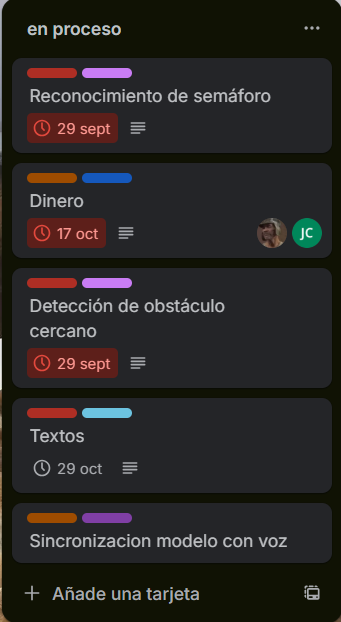 en proceso
Reconocimiento de semáforo
29 sept
Dinero
17 oct
JC
Detección de obstáculo
cercano
29 sept
Textos
29 oct
Sincronizacion modelo con voz
Añade una tarjeta